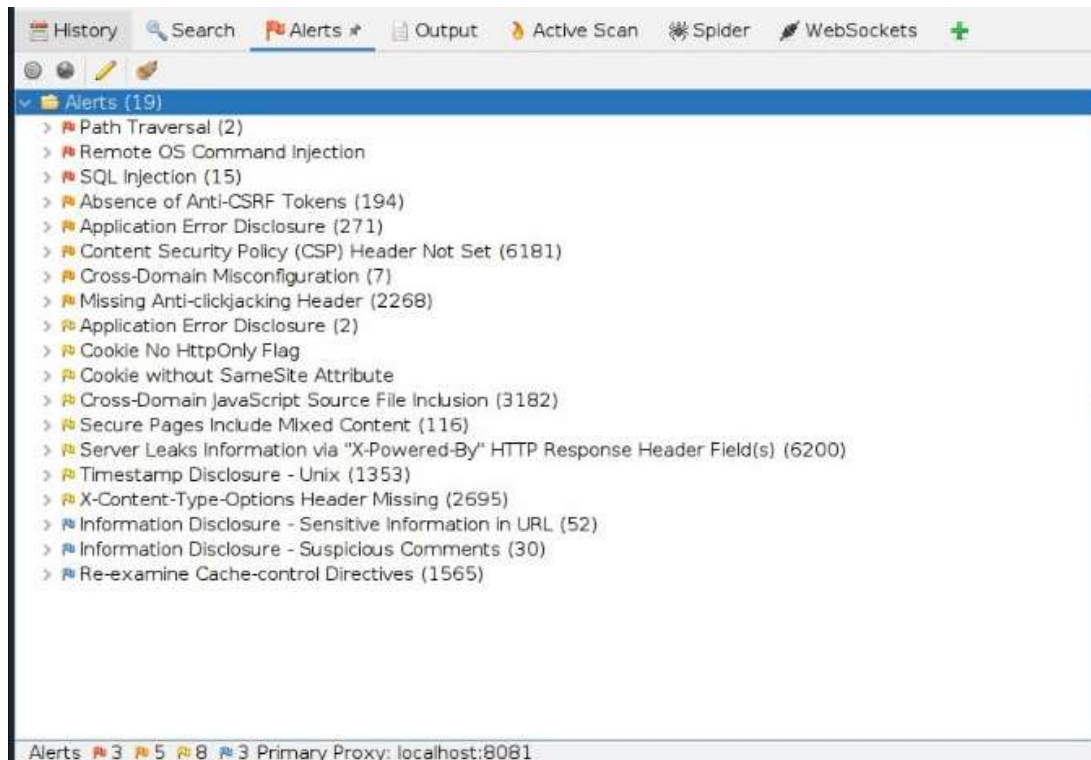 History Search Alerts Output Active Scan Spider WebSockets
Alerts (19)
Path Traversal (2)
Remote OS Command Injection
SQL Injection (15)
Absence of Anti-CSRF Tokens (194)
Application Error Disclosure (271)
Content Security Policy (CSP) Header Not Set (6181)
Cross-Domain Misconfiguration (7)
Missing Anti-clickjacking Header (2268)
Application Error Disclosure (2)
Cookie No HttpOnly Flag
Cookie without SameSite Attribute
Cross-Domain JavaScript Source File Inclusion (3182)
Secure Pages Include Mixed Content (116)
Server Leaks Information via "X-Powered-By" HTTP Response Header Field(s) (6200)
Timestamp Disclosure - Unix (1353)
X-Content-Type-Options Header Missing (2695)
Information Disclosure - Sensitive Information in URL (52)
Information Disclosure - Suspicious Comments (30)
Re-examine Cache-control Directives (1565)
Alerts 3 5 8 3 Primary Proxy: localhost:8081